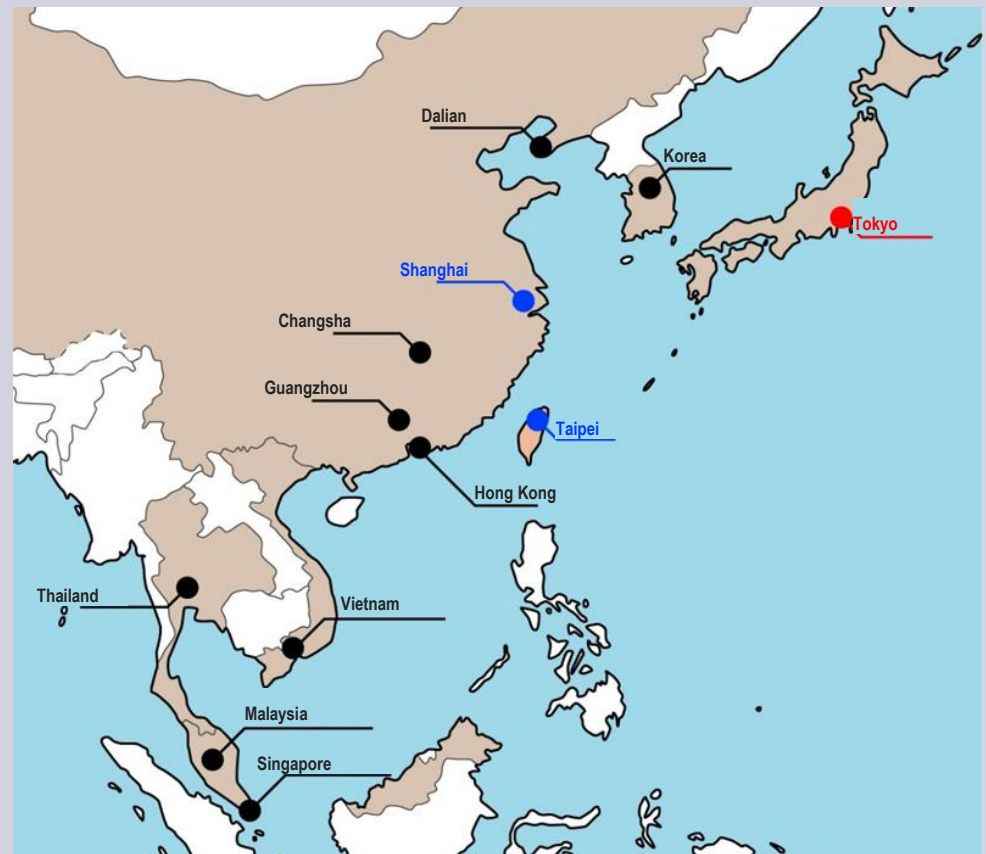 Dalian
Korea
Tokyo
Shanghai
Changsha
Guangzhou
Taipei
Hong Kong
Thailand
Vietnam
Malaysia
Singapore